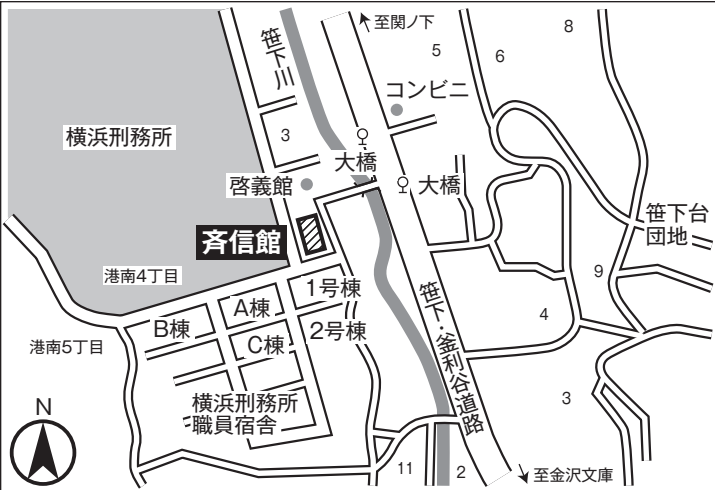 至関ノ下
8
笹下川
5
6
コンビニ
横浜刑務所
3
大橋
啓義館
大橋
笹下台
団地
斉信館
港南4丁目
9
1号棟
A棟
笹下・釜利谷道路
B棟
2号棟
4
C棟
港南5丁目
横浜刑務所
職員宿舎
3
N
11
2
至金沢文庫